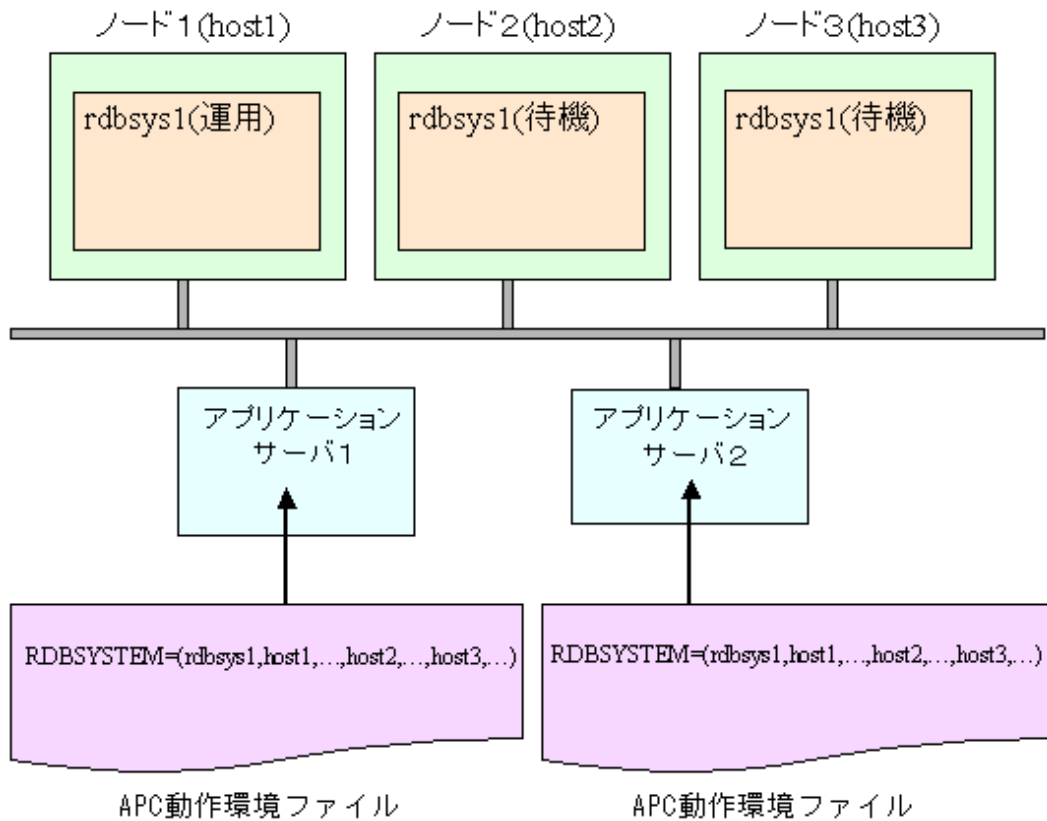 ノード１(host1)
ノード２(host2)
ノード３(host3)
rdbsys1(運用)
rdbsys1(待機)
rdbsys1(待機)
アプリケーション
サーバ１
アプリケーション
サーバ２
RDBSYSTEM=(rdbsys1,host1,…,host2,…,host3,…)
RDBSYSTEM=(rdbsys1,host1,…,host2,…,host3,…)
APC動作環境ファイル
APC動作環境ファイル